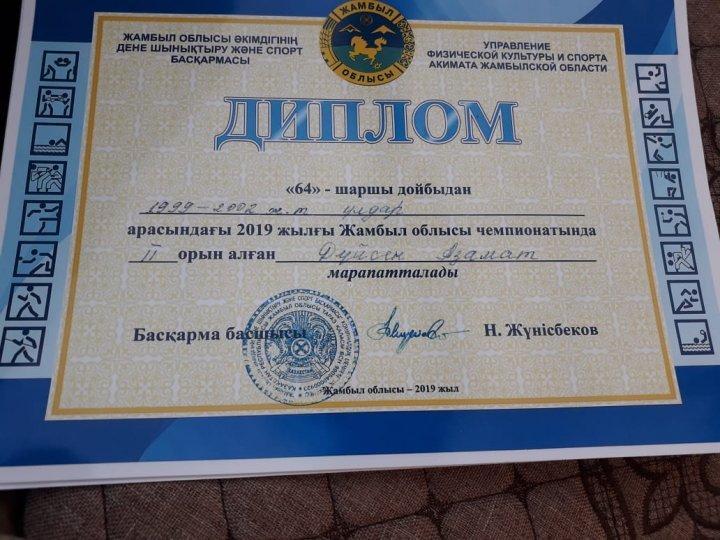 ЖАМБЫЛ ОБЛЫСЫ ӘКІМДІГІНІҢ
ДЕНЕ ШЫНЫҚТЫРУ ЖӘНЕ СПОРТ
БАСҚАРМАСЫ
ЖАМБЫЛ
ОБЛЫСЫ
УПРАВЛЕНИЕ
ФИЗИЧЕСКОЙ КУЛЬТУРЫ И СПОРТА
АКИМАТА ЖАМБЫЛСКОЙ ОБЛАСТИ
ДИПЛОМ
«64» - шаршы дойбыдан
1999-2002 ж.т ұлдар
арасындағы 2019 жылғы Жамбыл облысы чемпионатында
II орын алған Дүйсен Азамат
марапатталады
Басқарма басшысы Н. Жүнісбеков
Жамбыл облысы – 2019 жыл